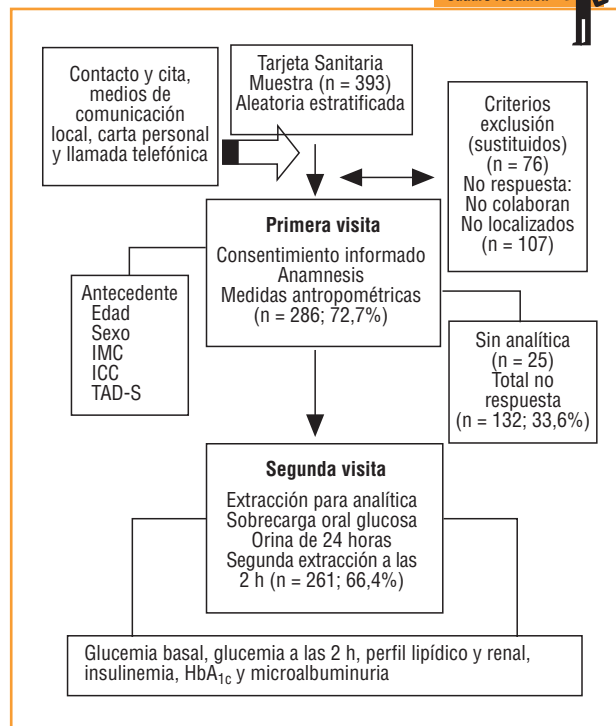 Cuadro resumen
Contacto y cita,
medios de
comunicación
local, carta personal
y llamada telefónica
Tarjeta Sanitaria
Muestra (n = 393)
Aleatoria estratificada
Criterios
exclusión
(sustituidos)
(n = 76)
No respuesta:
No colaboran
No localizados
(n = 107)
Primera visita
Consentimiento informado
Anamnesis
Medidas antropométricas
(n = 286; 72,7%)
Antecedente
Edad
Sexo
IMC
ICC
TAD-S
Sin analítica
(n = 25)
Total no
respuesta
(n = 132; 33,6%)
Segunda visita
Extracción para analítica
Sobrecarga oral glucosa
Orina de 24 horas
Segunda extracción a las
2 h (n = 261; 66,4%)
Glucemia basal, glucemia a las 2 h, perfil lipídico y renal,
insulinemia, HbA1c y microalbuminuria